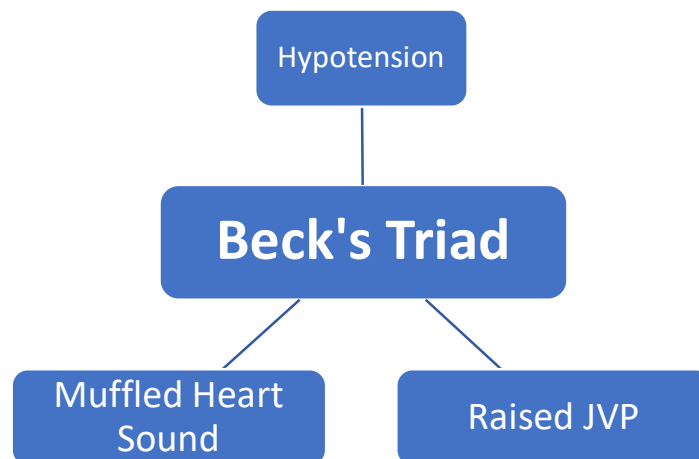 Hypotension
Beck's Triad
Muffled Heart
Sound
Raised JVP